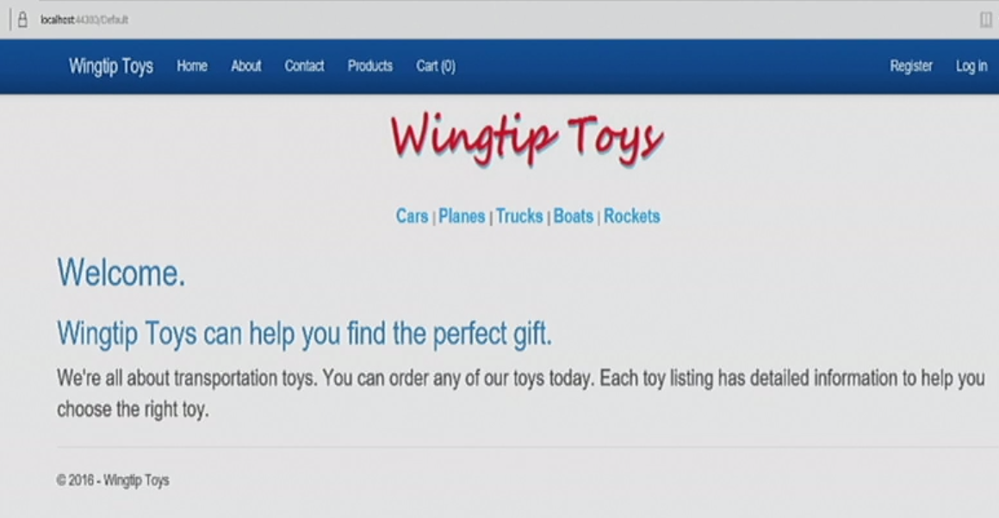 localhost:44300/Default
Wingtip Toys Home About Contact Products Cart (0) Register Log in
Wingtip Toys
Cars | Planes | Trucks | Boats | Rockets
Welcome.
Wingtip Toys can help you find the perfect gift.
We're all about transportation toys. You can order any of our toys today. Each toy listing has detailed information to help you
choose the right toy.
© 2016 - Wingtip Toys